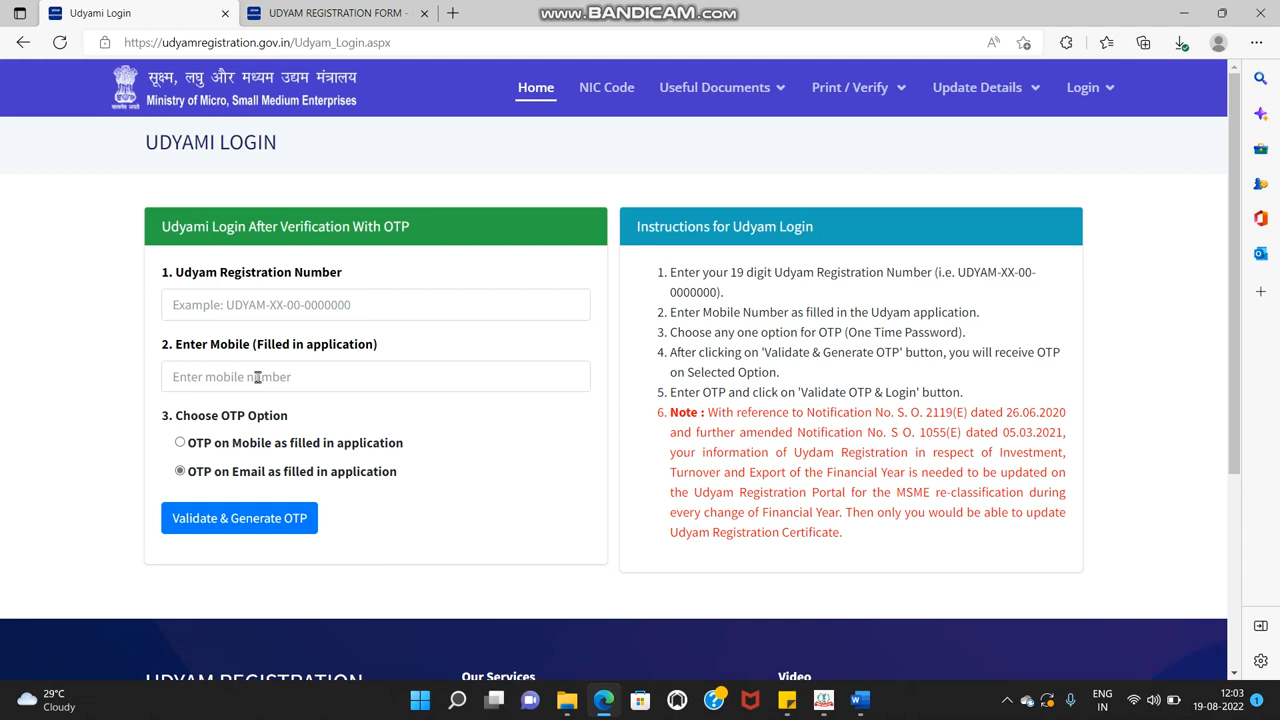 Udyami Login
UDYAM REGISTRATION FORM -
www.BANDICAM.com
https://udyamregistration.gov.in/Udyam_Login.aspx
सूक्ष्म, लघु और मध्यम उद्यम मंत्रालय
Ministry of Micro, Small Medium Enterprises
Home
NIC Code
Useful Documents
Print / Verify
Update Details
Login
UDYAMI LOGIN
Udyami Login After Verification With OTP
1. Udyam Registration Number
Example: UDYAM-XX-00-0000000
2. Enter Mobile (Filled in application)
Enter mobile number
3. Choose OTP Option
OTP on Mobile as filled in application
OTP on Email as filled in application
Validate & Generate OTP
Instructions for Udyam Login
1. Enter your 19 digit Udyam Registration Number (i.e. UDYAM-XX-00-
0000000).
2. Enter Mobile Number as filled in the Udyam application.
3. Choose any one option for OTP (One Time Password).
4. After clicking on 'Validate & Generate OTP' button, you will receive OTP
on Selected Option.
5. Enter OTP and click on 'Validate OTP & Login' button.
6. Note : With reference to Notification No. S. O. 2119(E) dated 26.06.2020
and further amended Notification No. S O. 1055(E) dated 05.03.2021,
your information of Uydam Registration in respect of Investment,
Turnover and Export of the Financial Year is needed to be updated on
the Udyam Registration Portal for the MSME re-classification during
every change of Financial Year. Then only you would be able to update
Udyam Registration Certificate.
UDYAM REGISTRATION
Our Services
Video
29°C
Cloudy
ENG
IN
12:03
19-08-2022